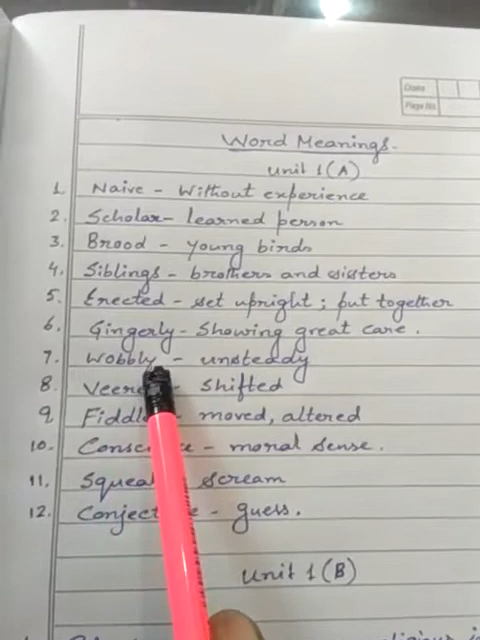 Date
Page No.
Word Meanings.
Unit 1(A)
1. Naive - Without experience
2. Scholar - learned person
3. Brood - young birds
4. Siblings - brothers and sisters
5. Erected - set upright ; put together
6. Gingerly - Showing great care.
7. Wobbly - unsteady
8. - Shifted
9. - moved, altered
10. - moral sense.
11. scream
12. - guess.
Unit 1(B)